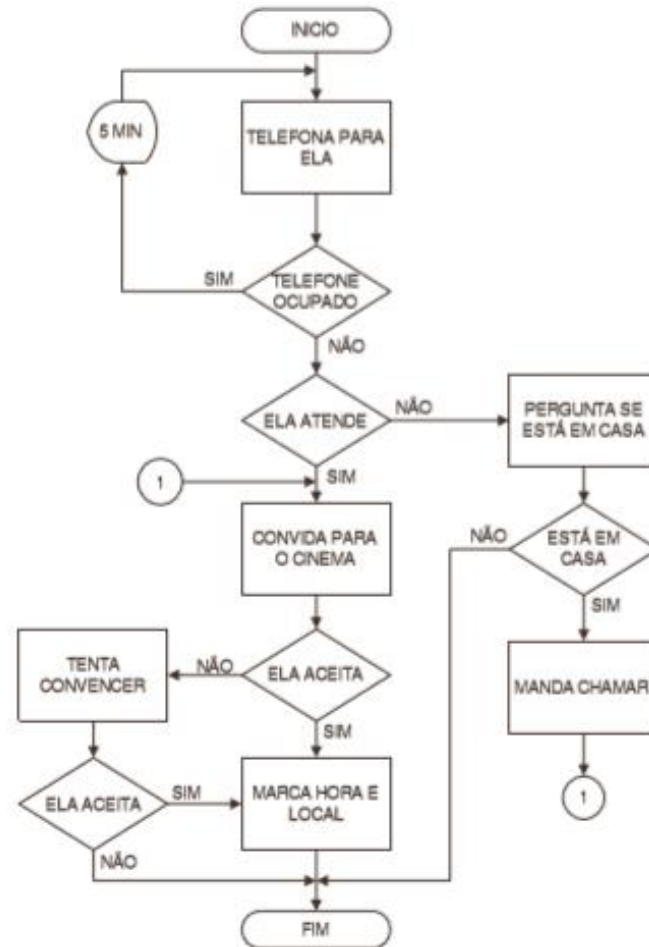 INICIO
5 MIN
TELEFONA PARA
ELA
SIM
TELEFONE
OCUPADO
NÃO
ELA ATENDE
NÃO
PERGUNTA SE
ESTÁ EM CASA
SIM
1
CONVIDA PARA
O CINEMA
NÃO
ESTÁ EM
CASA
SIM
TENTA
CONVENCER
NÃO
ELA ACEITA
MANDA CHAMAR
SIM
ELA ACEITA
SIM
MARCA HORA E
LOCAL
1
NÃO
FIM